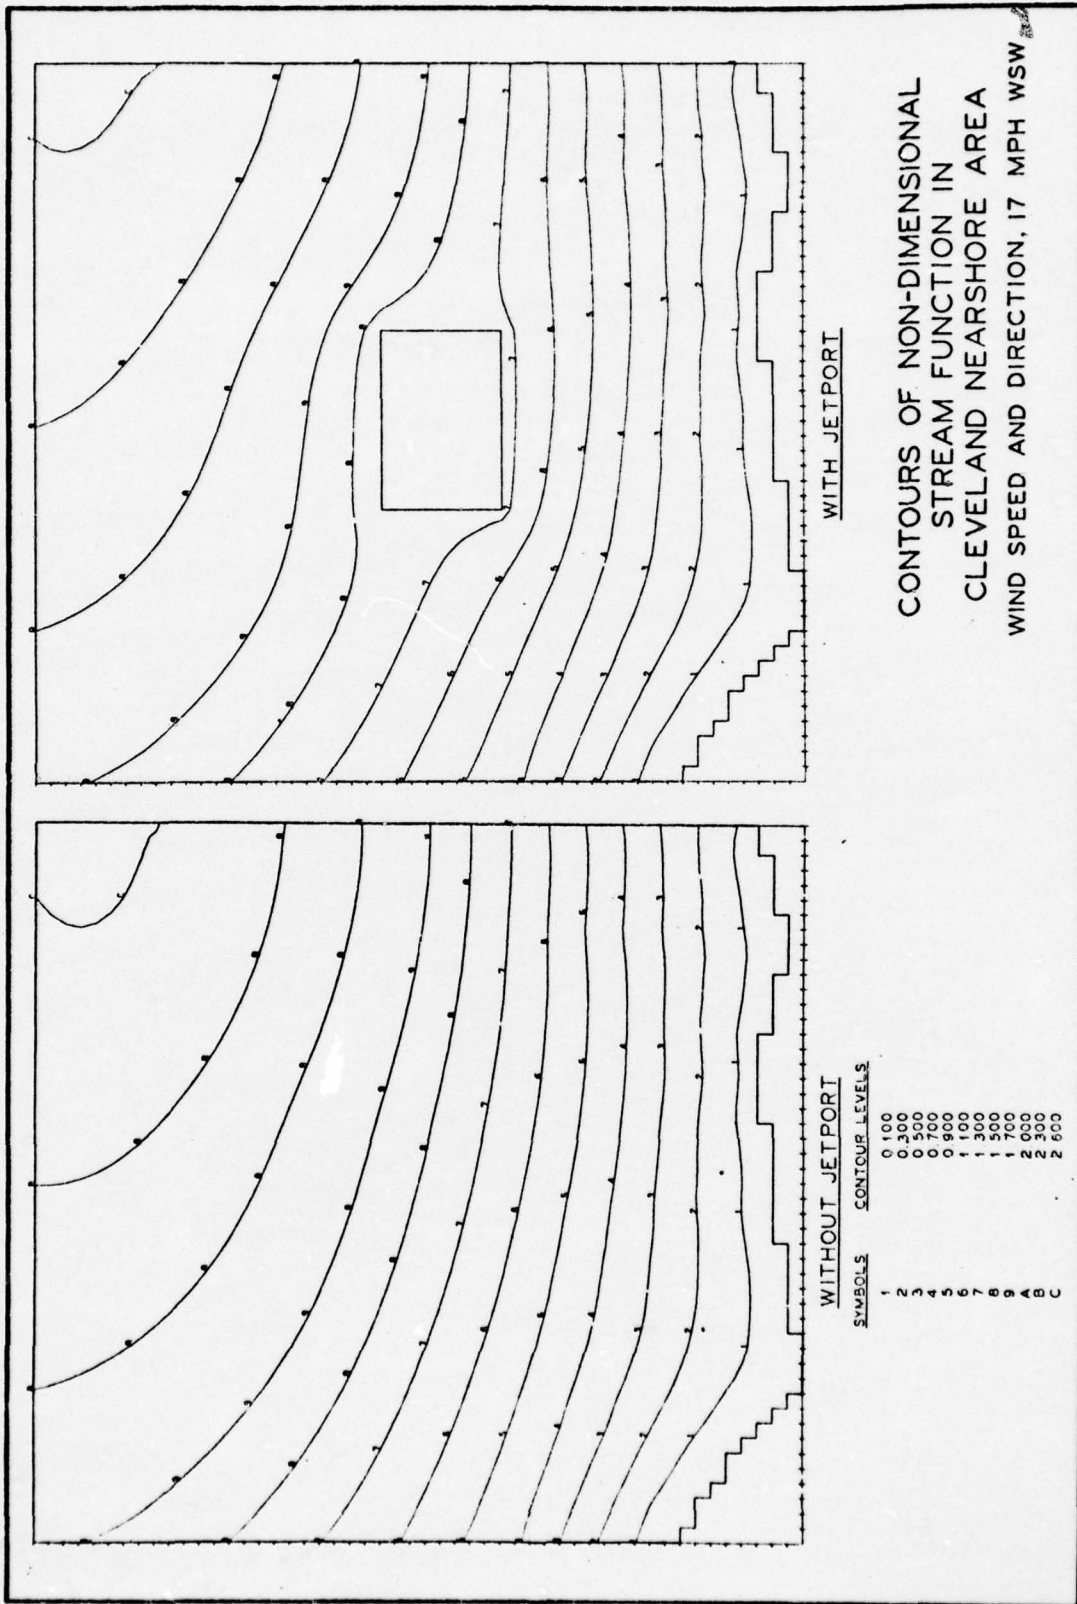 WITHOUT JETPORT
SYMBOLS CONTOUR LEVELS
1 0.100
2 0.300
3 0.500
4 0.700
5 0.900
6 1 100
7 1 300
8 1 500
9 1 700
A 2 000
B 2 300
C 2 600
WITH JETPORT
CONTOURS OF NON-DIMENSIONAL
STREAM FUNCTION IN
CLEVELAND NEARSHORE AREA
WIND SPEED AND DIRECTION, 17 MPH WSW